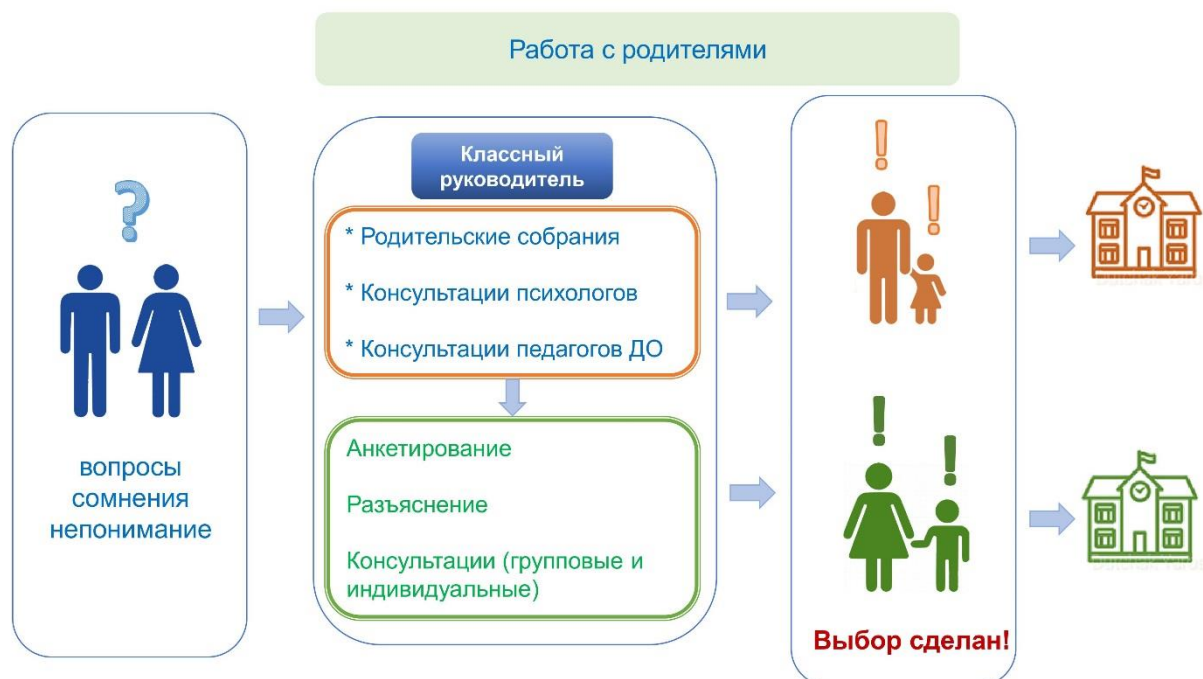 Работа с родителями
?
вопросы
сомнения
непонимание
Классный
руководитель
* Родительские собрания
* Консультации психологов
* Консультации педагогов ДО
Анкетирование
Разъяснение
Консультации (групповые и
индивидуальные)
! !
! !
Выбор сделан!